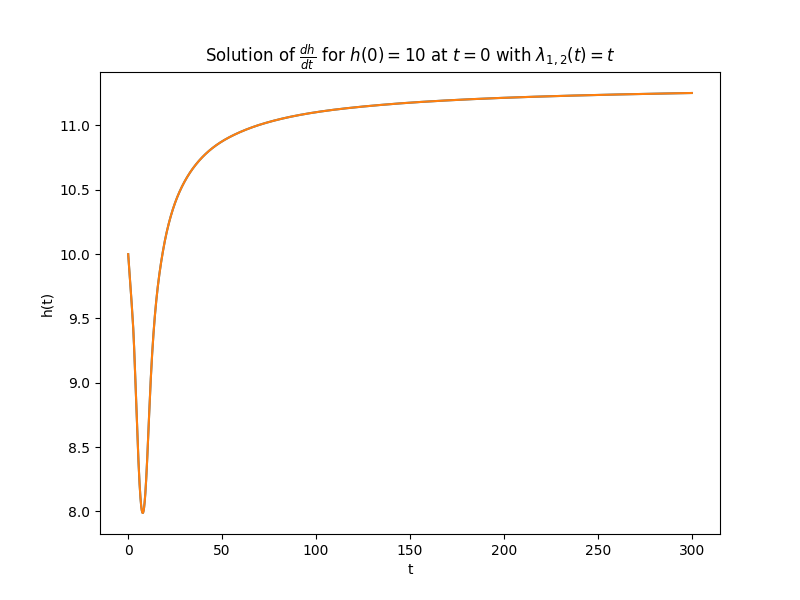 Solution of $\frac{dh}{dt}$ for $h(0) = 10$ at $t = 0$ with $\lambda_{1,2}(t) = t$
h(t)
11.0
10.5
10.0
9.5
9.0
8.5
8.0
0 50 100 150 200 250 300
t